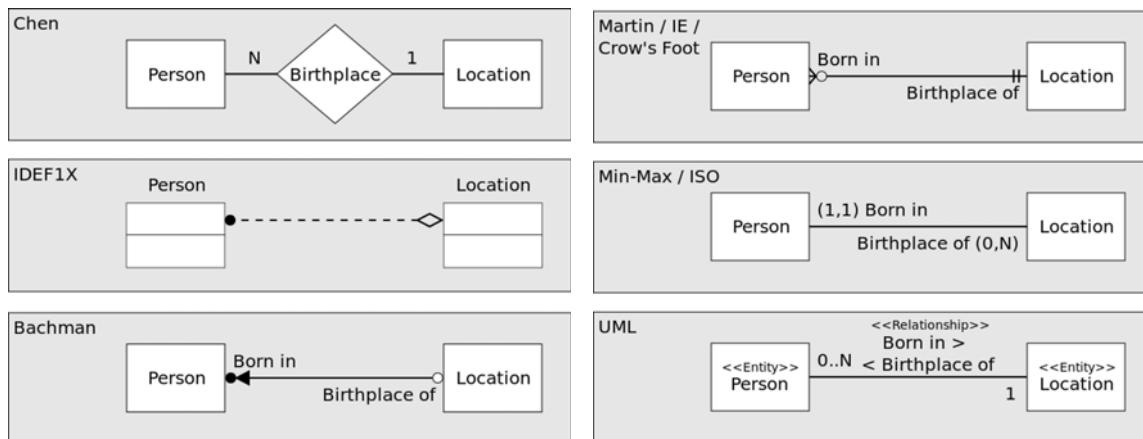 Chen
Person
N
Birthplace
1
Location
Martin / IE /
Crow's Foot
Person
Born in
Birthplace of
Location
IDEF1X
Person
Location
Min-Max / ISO
Person
(1,1) Born in
Birthplace of (0,N)
Location
Bachman
Person
Born in
Birthplace of
Location
UML
<<Relationship>>
Born in >
< Birthplace of
<<Entity>>
Person
0..N
1
<<Entity>>
Location